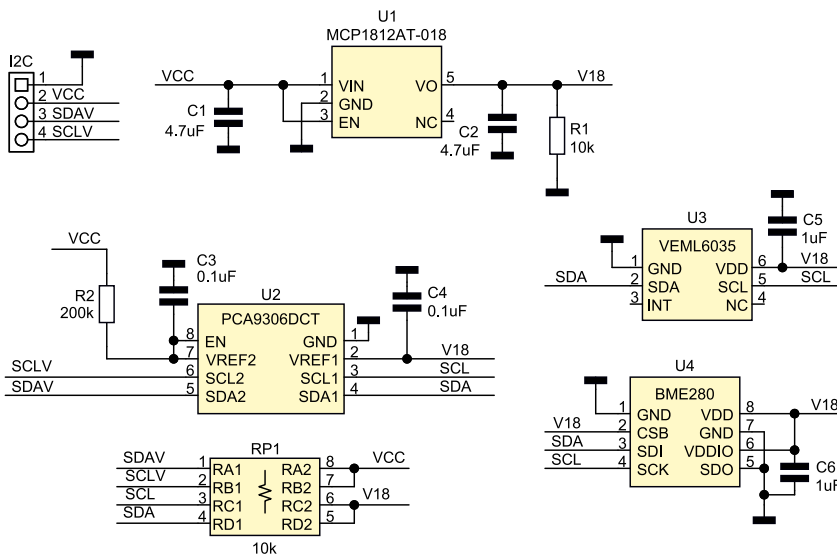 U1
MCP1812AT-018
I2C
1
2 VCC
3 SDAV
4 SCLV
VCC
1 VIN VO 5 V18
2 GND
3 EN NC 4
C1
4.7uF
C2
4.7uF
R1
10k
VCC
C3
0.1uF
R2
200k
U2
PCA9306DCT
C4
0.1uF
8 EN GND 1
7 VREF2 VREF1 2 V18
SCLV 6 SCL2 SCL1 3 SCL
SDAV 5 SDA2 SDA1 4 SDA
U3
VEML6035
C5
1uF
1 GND VDD 6 V18
SDA 2 SDA SCL 5 SCL
3 INT NC 4
U4
BME280
1 GND VDD 8 V18
V18 2 CSB GND 7
SDA 3 SDI VDDIO 6
SCL 4 SCK SDO 5
C6
1uF
RP1
SDAV 1 RA1 RA2 8 VCC
SCLV 2 RB1 RB2 7
SCL 3 RC1 RC2 6 V18
SDA 4 RD1 RD2 5
10k